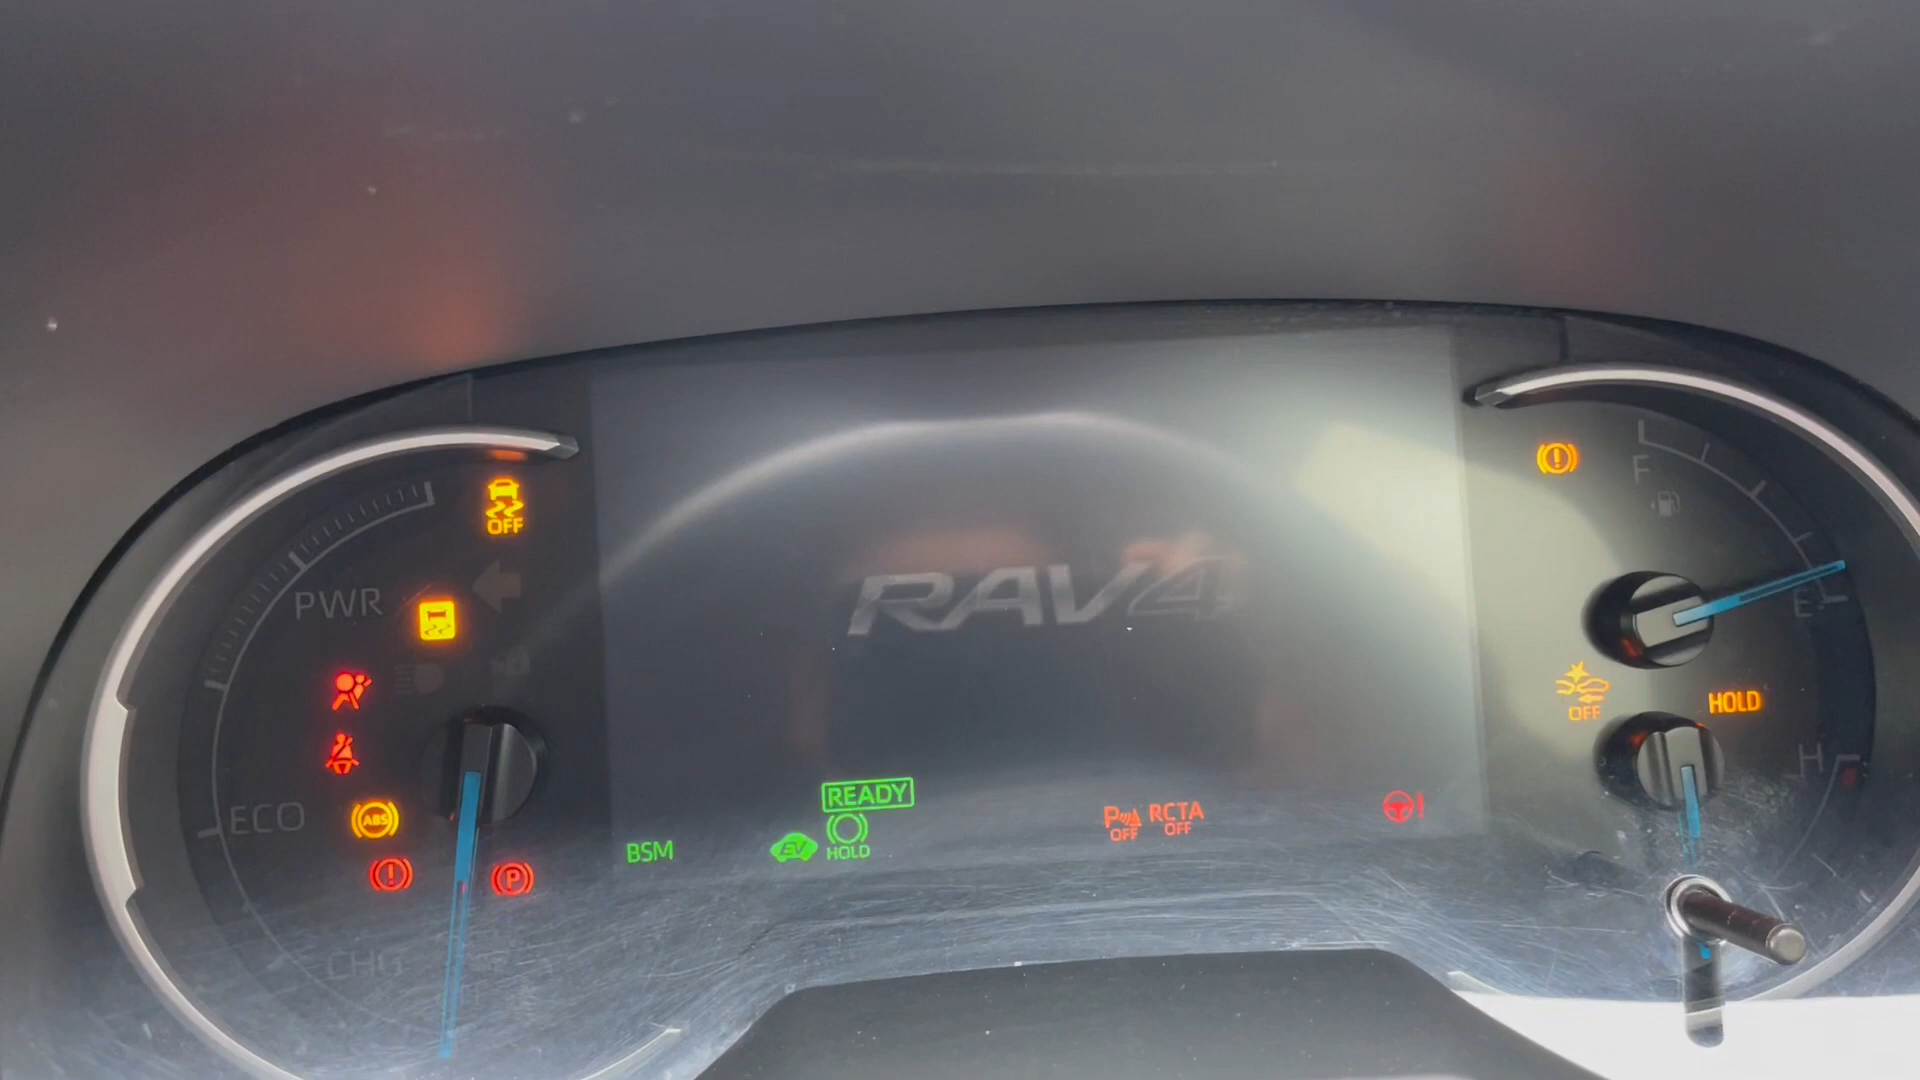 OFF
PWR
ECO
ABS
!
P
CHG
RAV4
READY
BSM
EV
HOLD
P
OFF
RCTA
OFF
!
!
F
E
OFF
HOLD
H